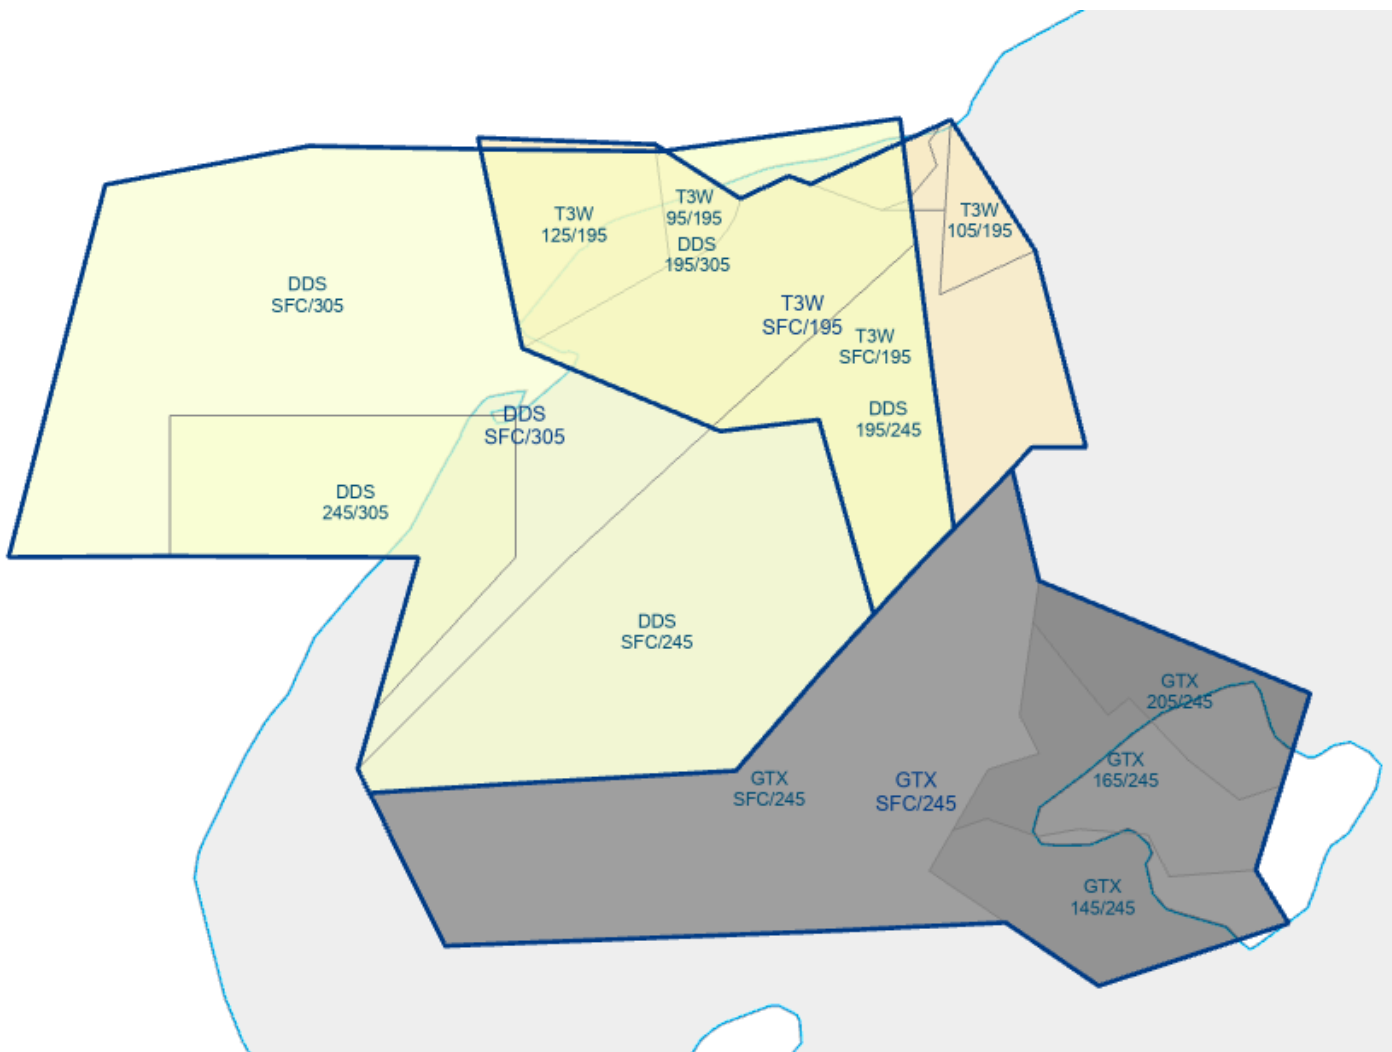 T3W
95/195
T3W
125/195
T3W
105/195
DDS
195/305
DDS
SFC/305
T3W
SFC/195
T3W
SFC/195
DDS
195/245
DDS
SFC/305
DDS
245/305
DDS
SFC/245
GTX
205/245
GTX
165/245
GTX
SFC/245
GTX
SFC/245
GTX
145/245